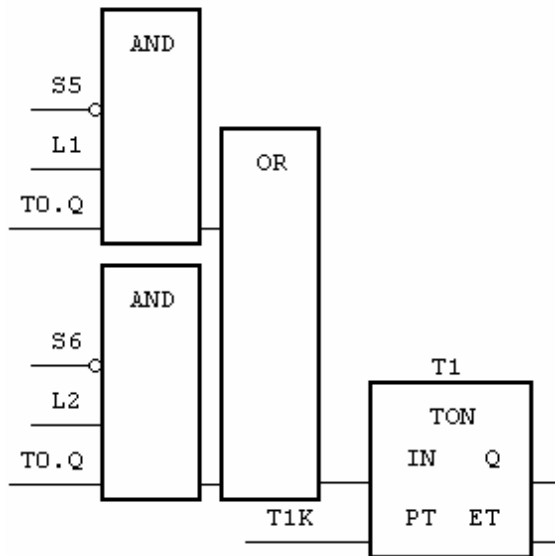 AND
S5
L1
T0.Q
OR
AND
S6
L2
T0.Q
T1
TON
IN Q
T1K
PT ET